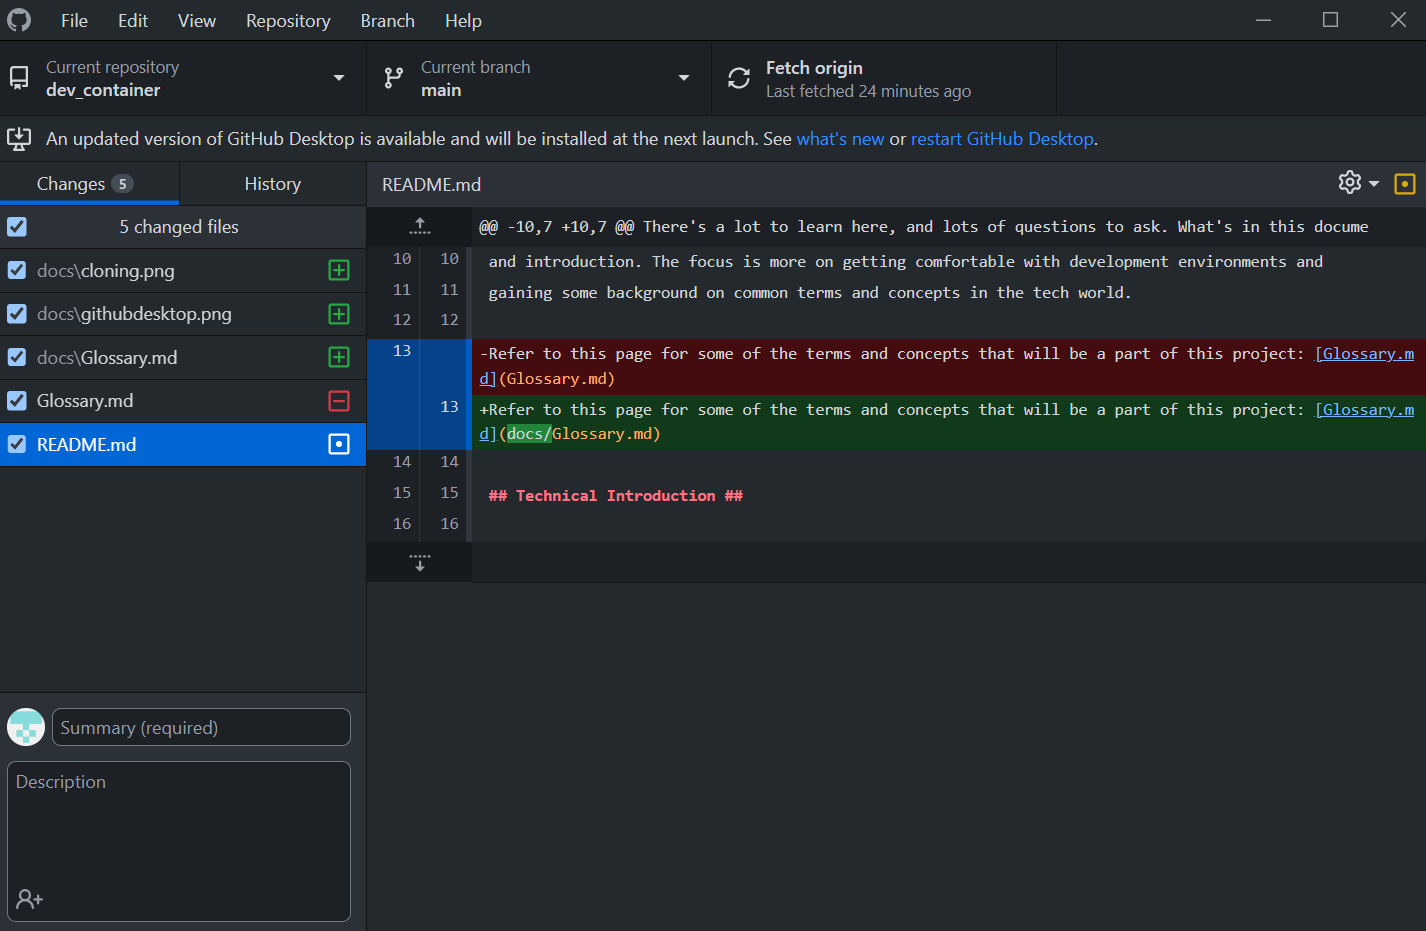 File Edit View Repository Branch Help
Current repository
dev_container
Current branch
main
Fetch origin
Last fetched 24 minutes ago
An updated version of GitHub Desktop is available and will be installed at the next launch. See what's new or restart GitHub Desktop.
Changes 5
History
README.md
5 changed files
docs\cloning.png
docs\githubdesktop.png
docs\Glossary.md
Glossary.md
README.md
@@ -10,7 +10,7 @@ There's a lot to learn here, and lots of questions to ask. What's in this docume
10 10 and introduction. The focus is more on getting comfortable with development environments and
11 11 gaining some background on common terms and concepts in the tech world.
12 12
13 -Refer to this page for some of the terms and concepts that will be a part of this project: [Glossary.m
d](Glossary.md)
13 +Refer to this page for some of the terms and concepts that will be a part of this project: [Glossary.m
d](docs/Glossary.md)
14 14
15 15 ## Technical Introduction ##
16 16
Summary (required)
Description